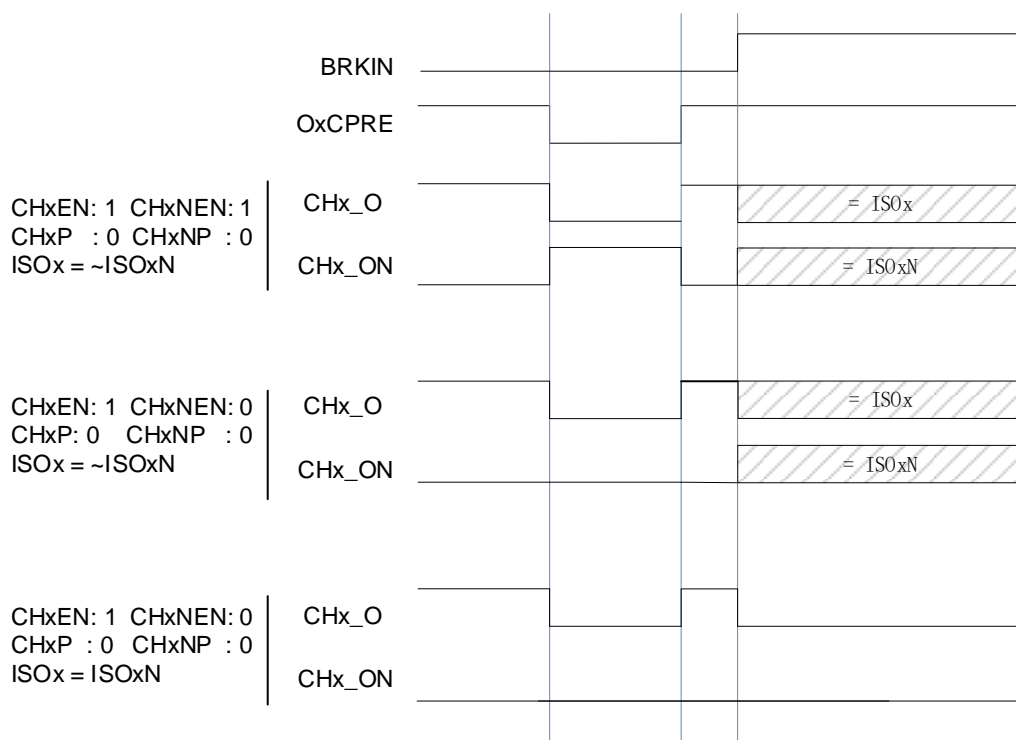 BRKIN
OxCPRE
CHxEN: 1 CHxNEN: 1
CHxP : 0 CHxNP : 0
ISOx = ~ISOxN
CHx_O
= ISOx
CHx_ON
= ISOxN
CHxEN: 1 CHxNEN: 0
CHxP: 0 CHxNP : 0
ISOx = ~ISOxN
CHx_O
= ISOx
CHx_ON
= ISOxN
CHxEN: 1 CHxNEN: 0
CHxP : 0 CHxNP : 0
ISOx = ISOxN
CHx_O
CHx_ON